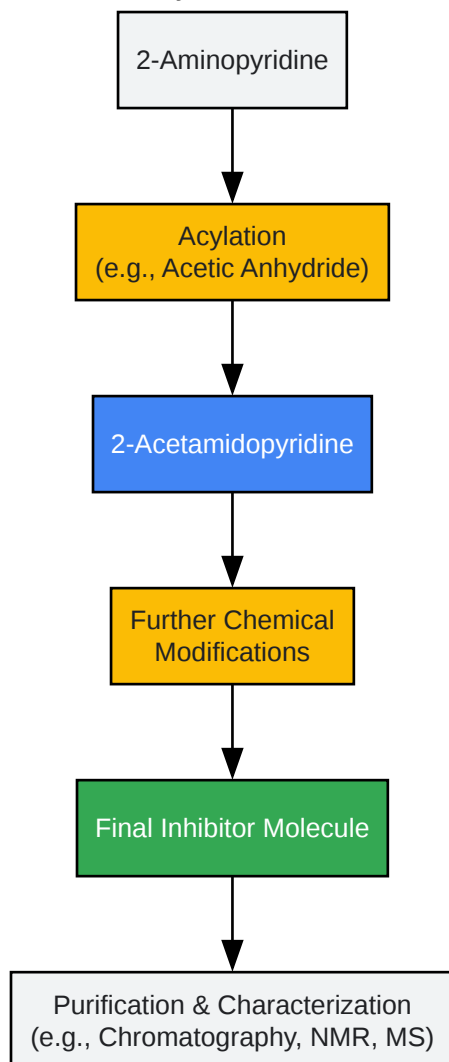 2-Aminopyridine
Acylation
(e.g., Acetic Anhydride)
2-Acetamidopyridine
Further Chemical
Modifications
Final Inhibitor Molecule
Purification & Characterization
(e.g., Chromatography, NMR, MS)